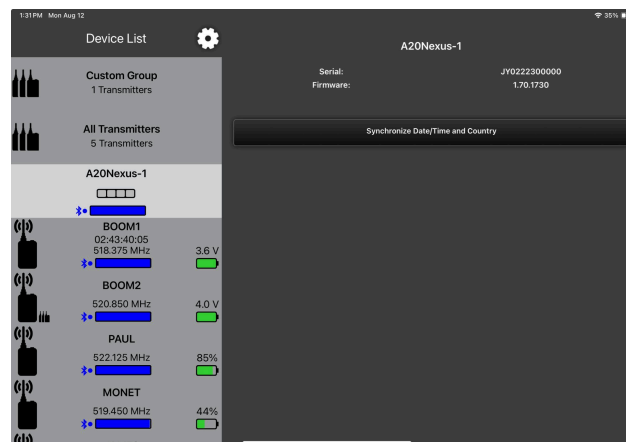 1:31 PM Mon Aug 12
35%
Device List
A20Nexus-1
Custom Group
1 Transmitters
Serial: JY0222300000
Firmware: 1.70.1730
All Transmitters
5 Transmitters
Synchronize Date/Time and Country
A20Nexus-1
BOOM1
02:43:40:05
518.375 MHz 3.6 V
BOOM2
520.850 MHz 4.0 V
PAUL
522.125 MHz 85%
MONET
519.450 MHz 44%